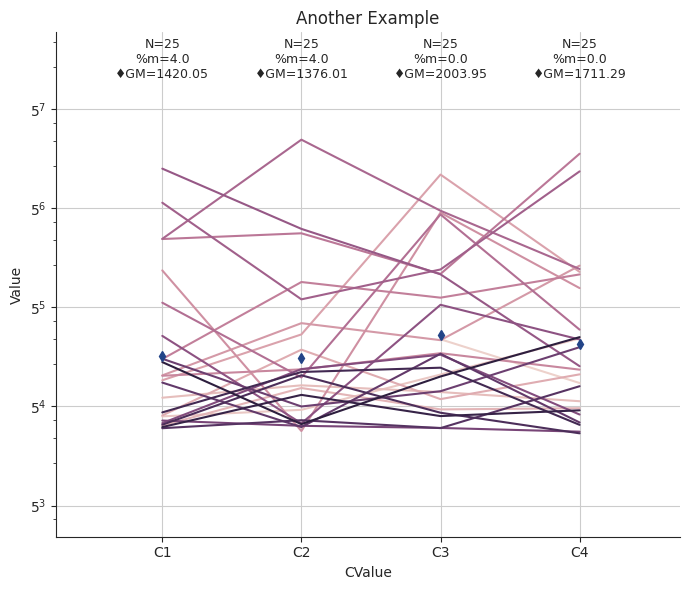 Another Example
N=25 N=25 N=25 N=25
%m=4.0 %m=4.0 %m=0.0 %m=0.0
♦GM=1420.05 ♦GM=1376.01 ♦GM=2003.95 ♦GM=1711.29
5⁷
5⁶
5⁵
5⁴
5³
Value
C1 C2 C3 C4
CValue